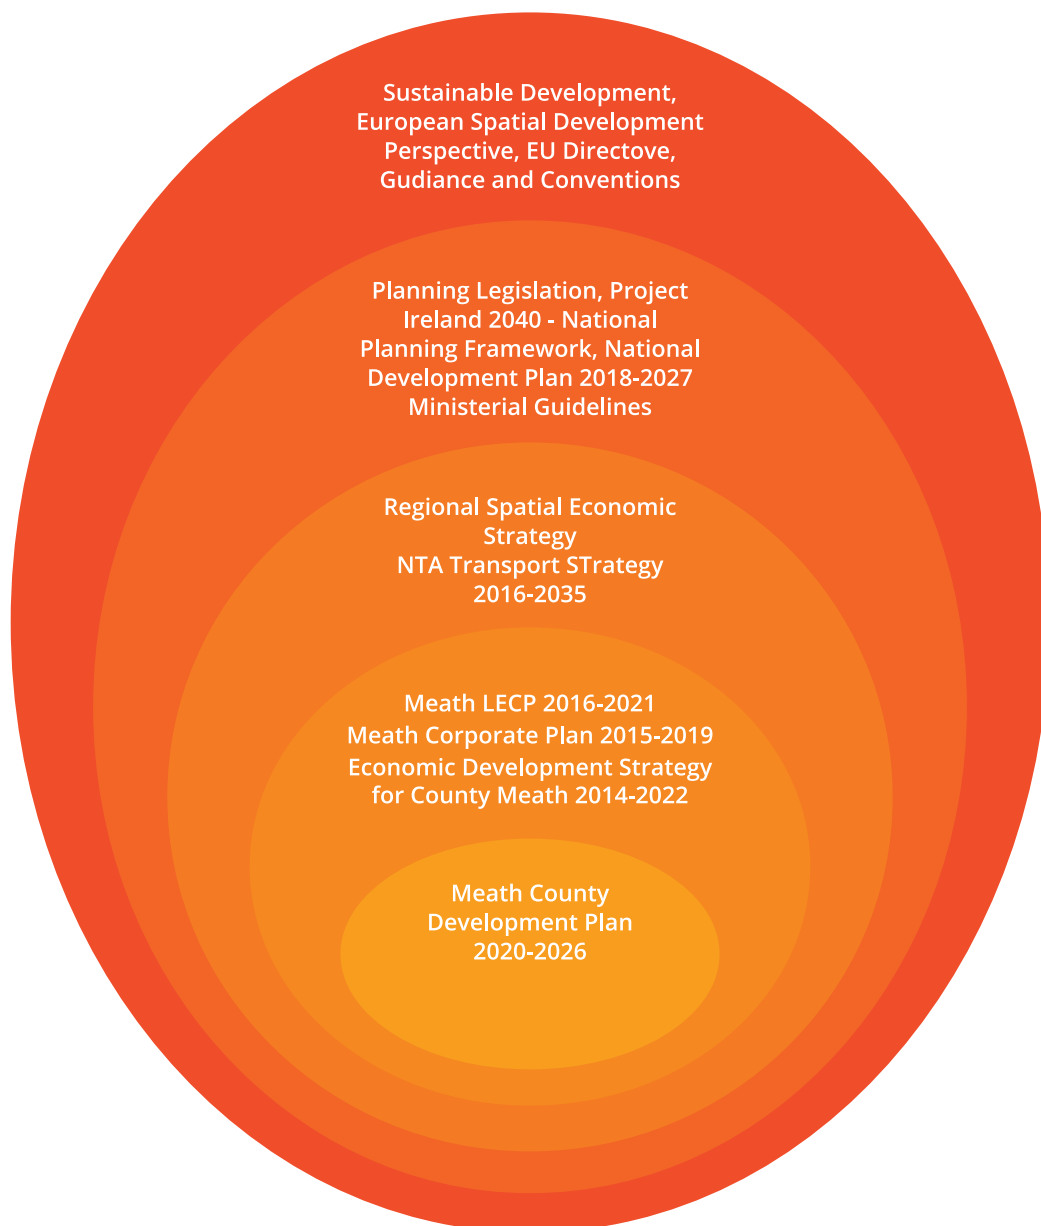 Sustainable Development,
European Spatial Development
Perspective, EU Directove,
Gudiance and Conventions
Planning Legislation, Project
Ireland 2040 - National
Planning Framework, National
Development Plan 2018-2027
Ministerial Guidelines
Regional Spatial Economic
Strategy
NTA Transport STrategy
2016-2035
Meath LECP 2016-2021
Meath Corporate Plan 2015-2019
Economic Development Strategy
for County Meath 2014-2022
Meath County
Development Plan
2020-2026